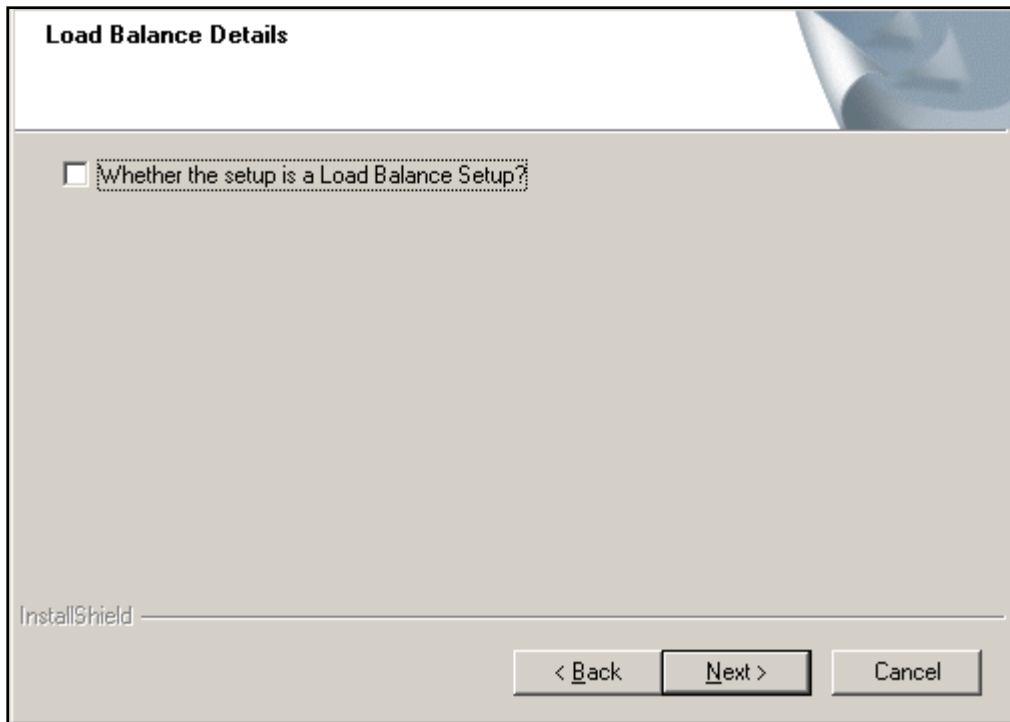 Load Balance Details
Whether the setup is a Load Balance Setup?
InstallShield
< Back Next > Cancel